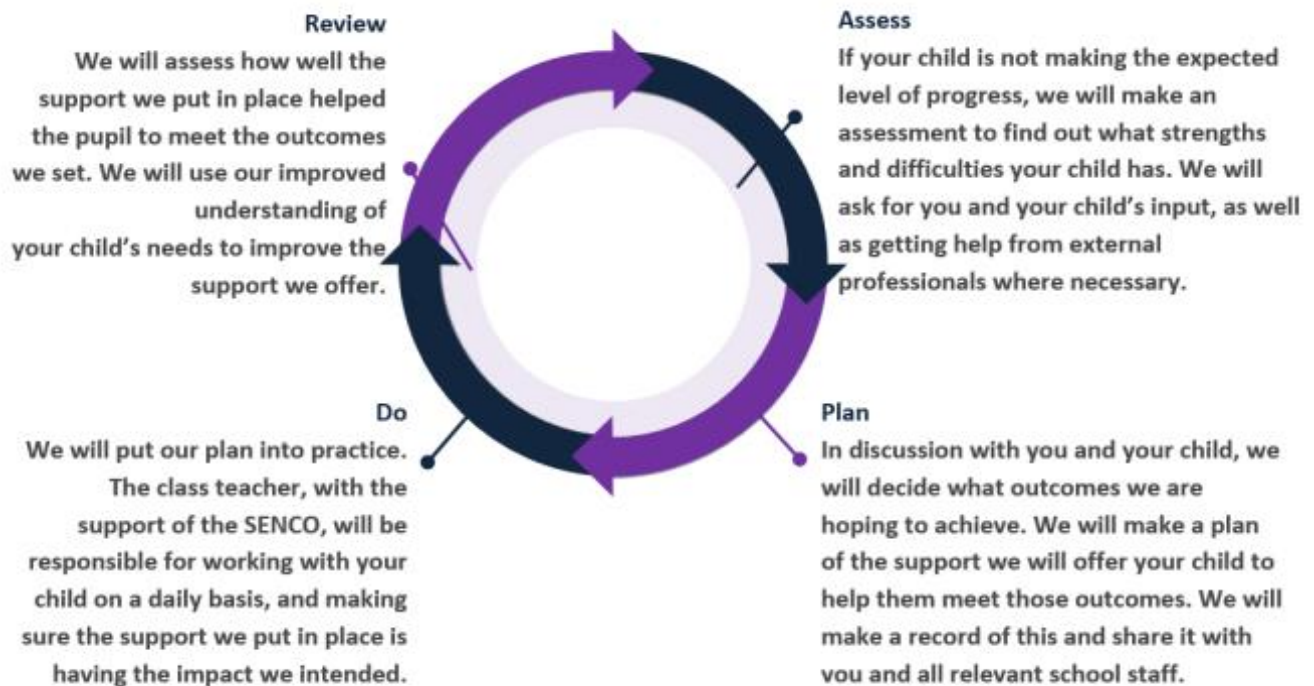 Review
We will assess how well the
support we put in place helped
the pupil to meet the outcomes
we set. We will use our improved
understanding of
your child’s needs to improve the
support we offer.
Assess
If your child is not making the expected
level of progress, we will make an
assessment to find out what strengths
and difficulties your child has. We will
ask for you and your child’s input, as well
as getting help from external
professionals where necessary.
Do
We will put our plan into practice.
The class teacher, with the
support of the SENCO, will be
responsible for working with your
child on a daily basis, and making
sure the support we put in place is
having the impact we intended.
Plan
In discussion with you and your child, we
will decide what outcomes we are
hoping to achieve. We will make a plan
of the support we will offer your child to
help them meet those outcomes. We will
make a record of this and share it with
you and all relevant school staff.